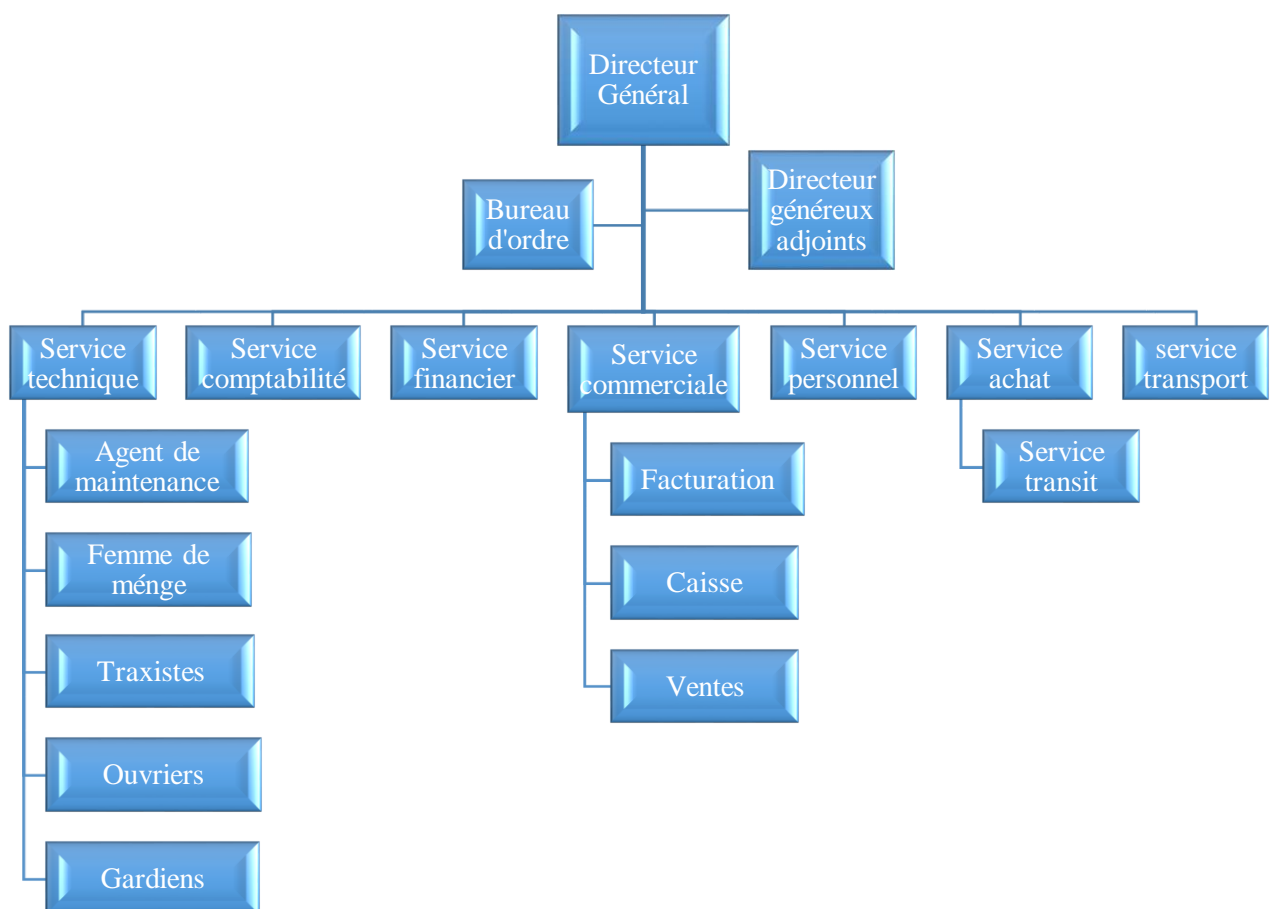 Directeur
Général
Bureau
d'ordre
Directeur
généreux
adjoints
Service
technique
Service
comptabilité
Service
financier
Service
commerciale
Service
personnel
Service
achat
service
transport
Agent de
maintenance
Femme de
ménge
Traxistes
Ouvriers
Gardiens
Facturation
Caisse
Ventes
Service
transit